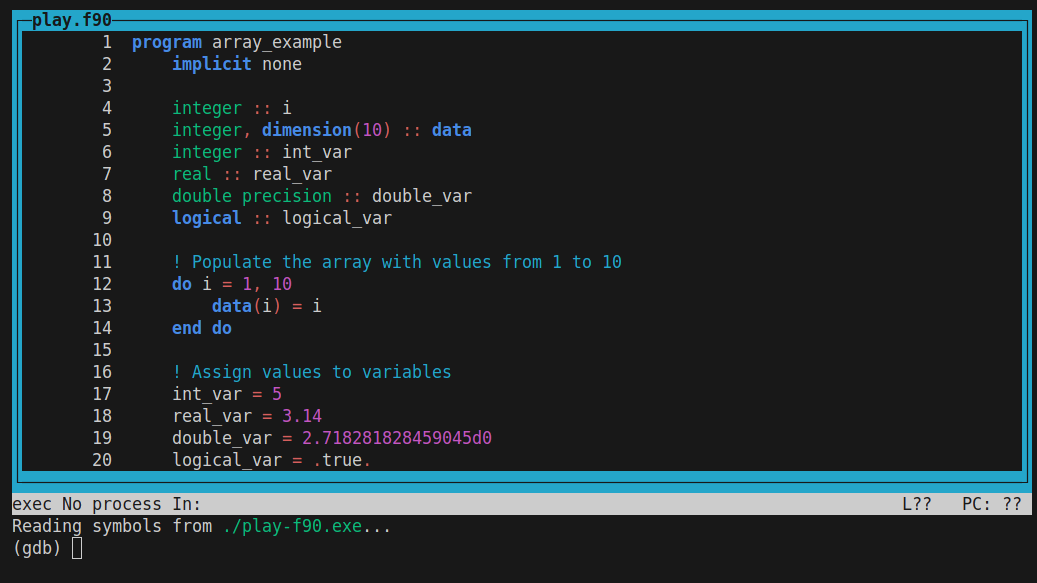 play.f90
1 program array_example
2     implicit none
3
4     integer :: i
5     integer, dimension(10) :: data
6     integer :: int_var
7     real :: real_var
8     double precision :: double_var
9     logical :: logical_var
10
11     ! Populate the array with values from 1 to 10
12     do i = 1, 10
13         data(i) = i
14     end do
15
16     ! Assign values to variables
17     int_var = 5
18     real_var = 3.14
19     double_var = 2.718281828459045d0
20     logical_var = .true.
exec No process In: L?? PC: ??
Reading symbols from ./play-f90.exe...
(gdb)